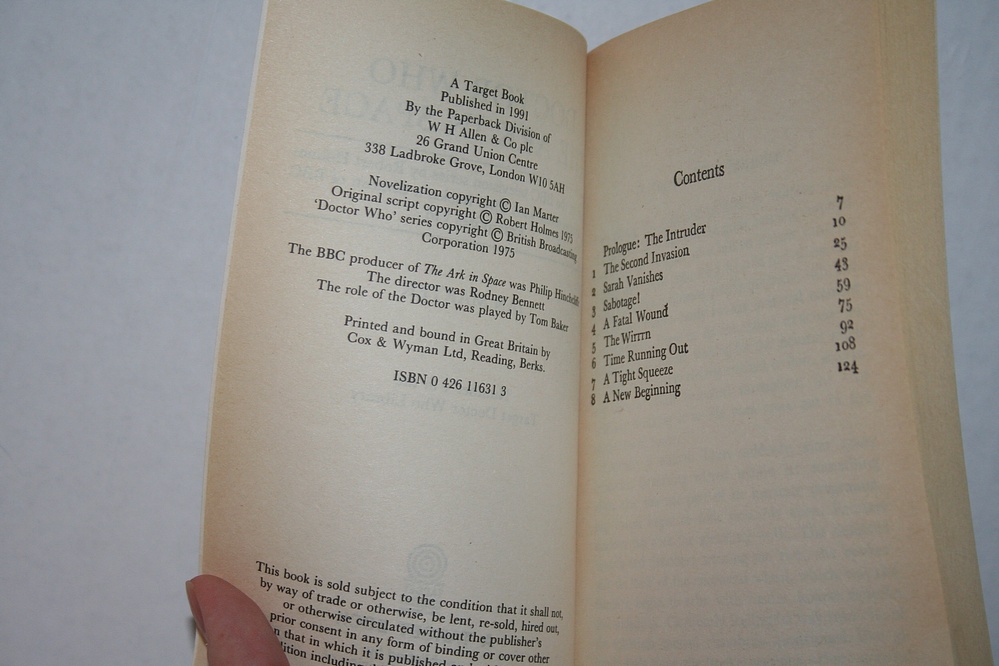 A Target Book
Published in 1991
By the Paperback Division of
W H Allen & Co plc
26 Grand Union Centre
338 Ladbroke Grove, London W10 5AH
Novelization copyright © Ian Marter
Original script copyright © Robert Holmes 1975
'Doctor Who' series copyright © British Broadcasting
Corporation 1975
The BBC producer of The Ark in Space was Philip Hinchcliffe
The director was Rodney Bennett
The role of the Doctor was played by Tom Baker
Printed and bound in Great Britain by
Cox & Wyman Ltd, Reading, Berks.
ISBN 0 426 11631 3
This book is sold subject to the condition that it shall not,
by way of trade or otherwise, be lent, re-sold, hired out,
or otherwise circulated without the publisher's
prior consent in any form of binding or cover other
that in which it is published
including
Contents
Prologue: The Intruder 7
1 The Second Invasion 10
2 Sarah Vanishes 25
3 Sabotage! 43
4 A Fatal Wound 59
5 The Wirrrn 75
6 Time Running Out 92
7 A Tight Squeeze 108
8 A New Beginning 124